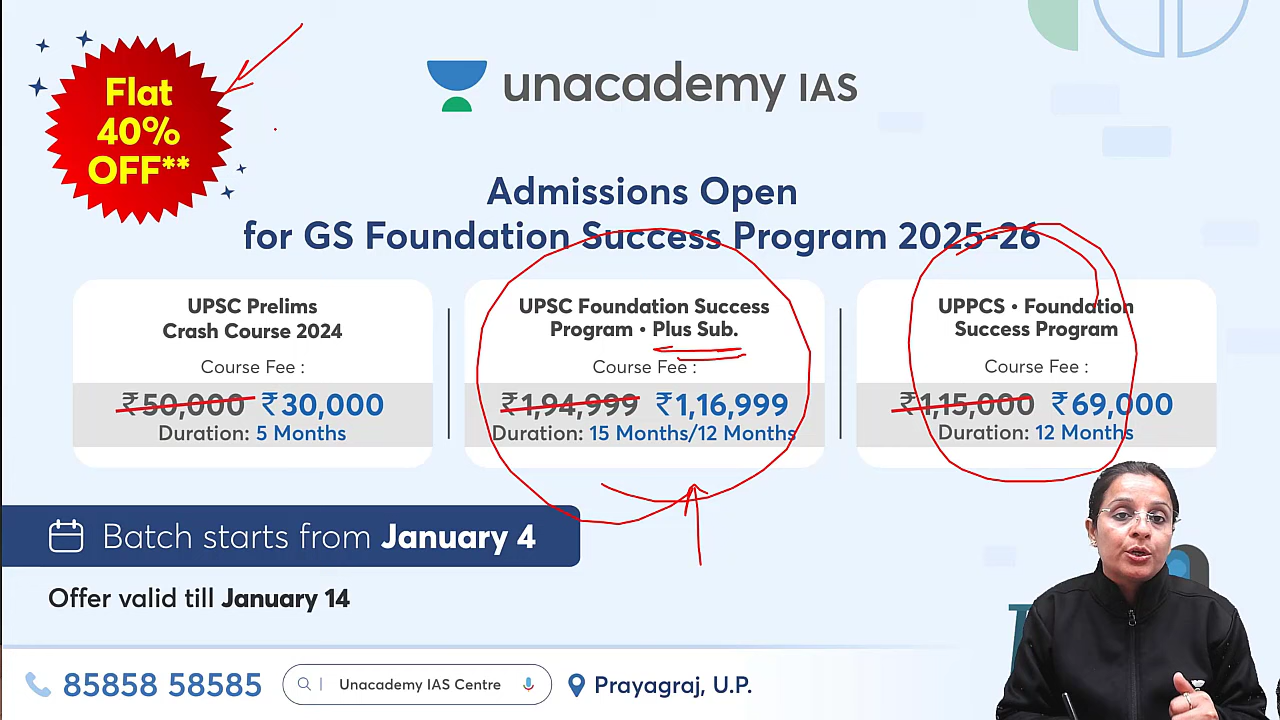 Flat
40%
OFF**
unacademy IAS
Admissions Open
for GS Foundation Success Program 2025-26
UPSC Prelims
Crash Course 2024
Course Fee :
₹50,000 ₹30,000
Duration: 5 Months
UPSC Foundation Success
Program • Plus Sub.
Course Fee :
₹1,94,999 ₹1,16,999
Duration: 15 Months/12 Months
UPPCS • Foundation
Success Program
Course Fee :
₹1,15,000 ₹69,000
Duration: 12 Months
Batch starts from January 4
Offer valid till January 14
85858 58585
Unacademy IAS Centre
Prayagraj, U.P.